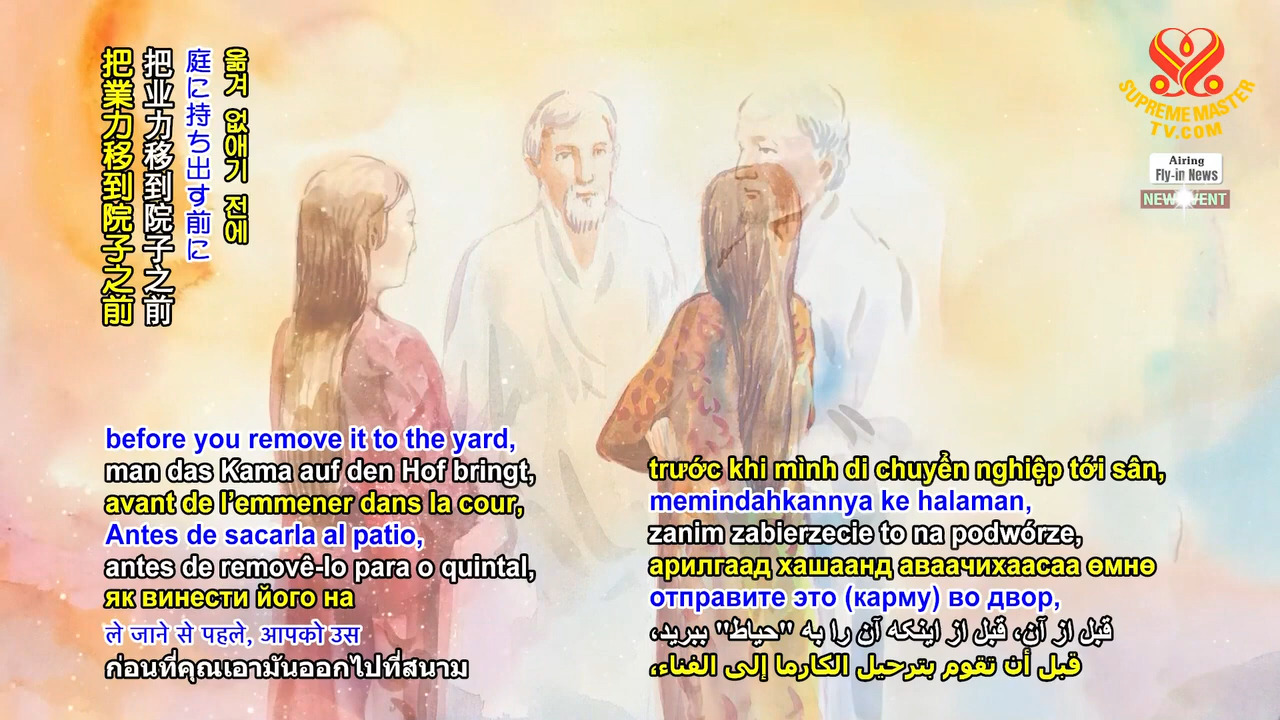 把業力移到院子之前
把业力移到院子之前
庭に持ち出す前に
옮겨 없애기 전에
SUPREME MASTER
TV.COM
Airing
Fly-in News
before you remove it to the yard,
man das Kama auf den Hof bringt,
avant de l’emmener dans la cour,
Antes de sacarla al patio,
antes de removê-lo para o quintal,
як винести його на
ले जाने से पहले, आपको उस
ก่อนที่คุณเอามันออกไปที่สนาม
trước khi mình di chuyển nghiệp tới sân,
memindahkannya ke halaman,
zanim zabierzecie to na podwórze,
арилгаад хашаанд аваачихаасаа өмнө
отправите это (карму) во двор,
قبل از آن، قبل از اینکه آن را به "حیاط" ببرید،
قبل أن تقوم بترحيل الكارما إلى الفناء،